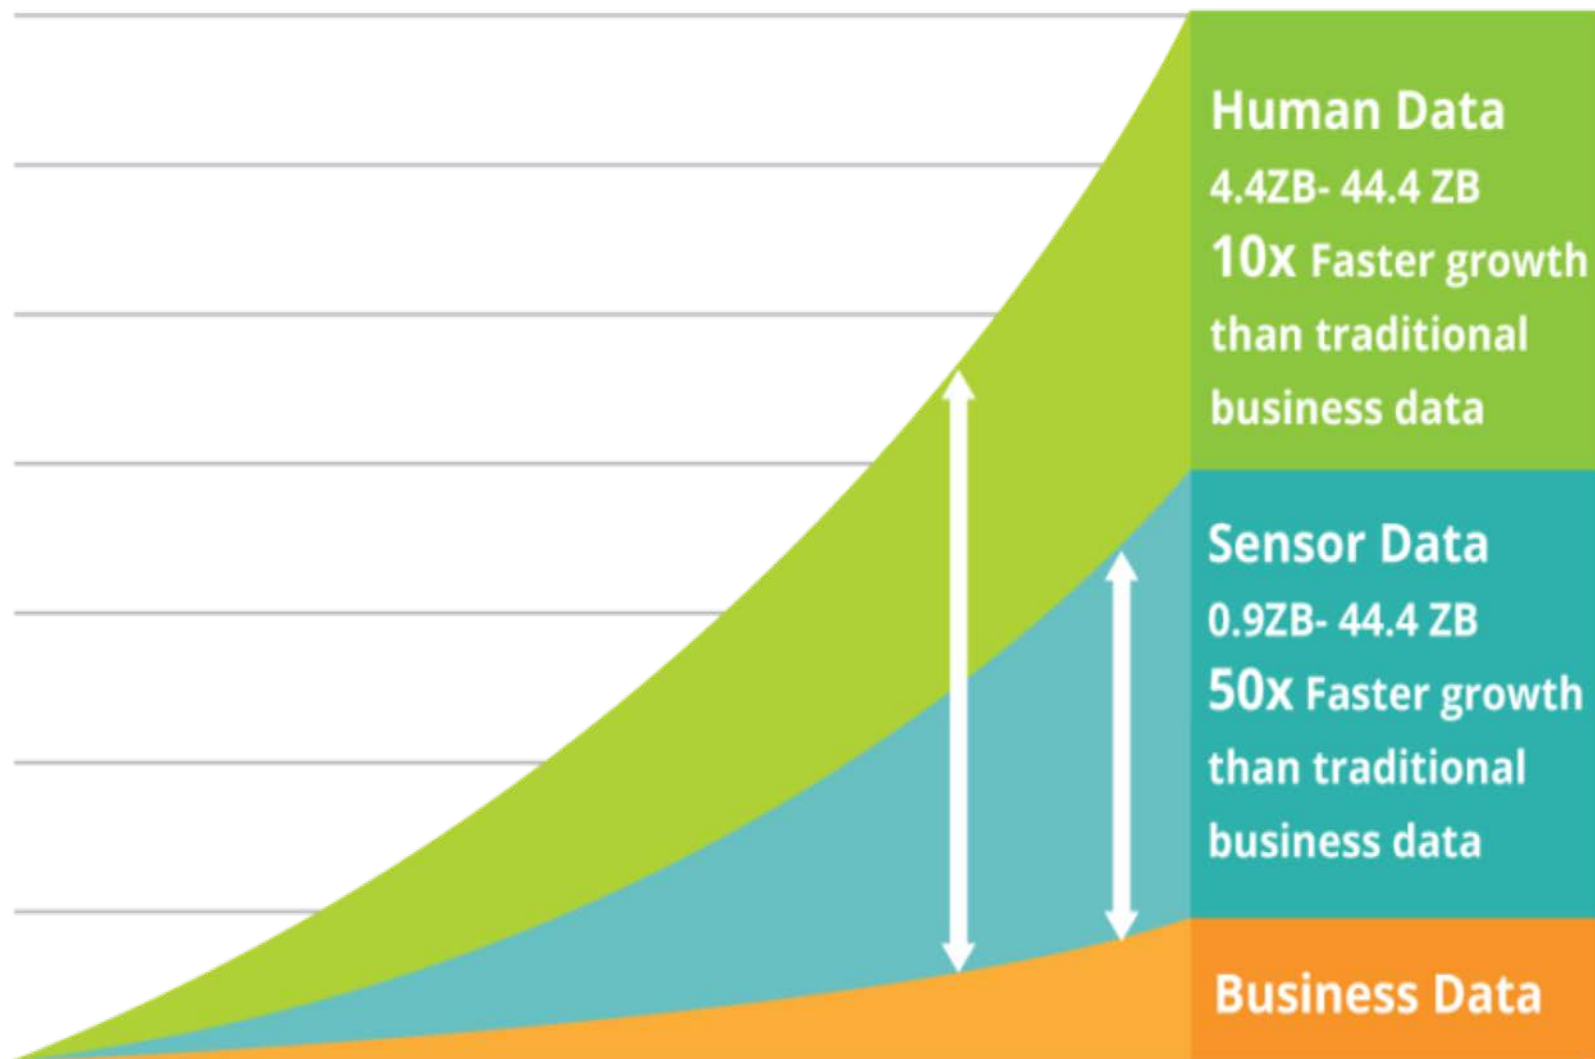 Human Data
4.4ZB- 44.4 ZB
10x Faster growth
than traditional
business data
Sensor Data
0.9ZB- 44.4 ZB
50x Faster growth
than traditional
business data
Business Data